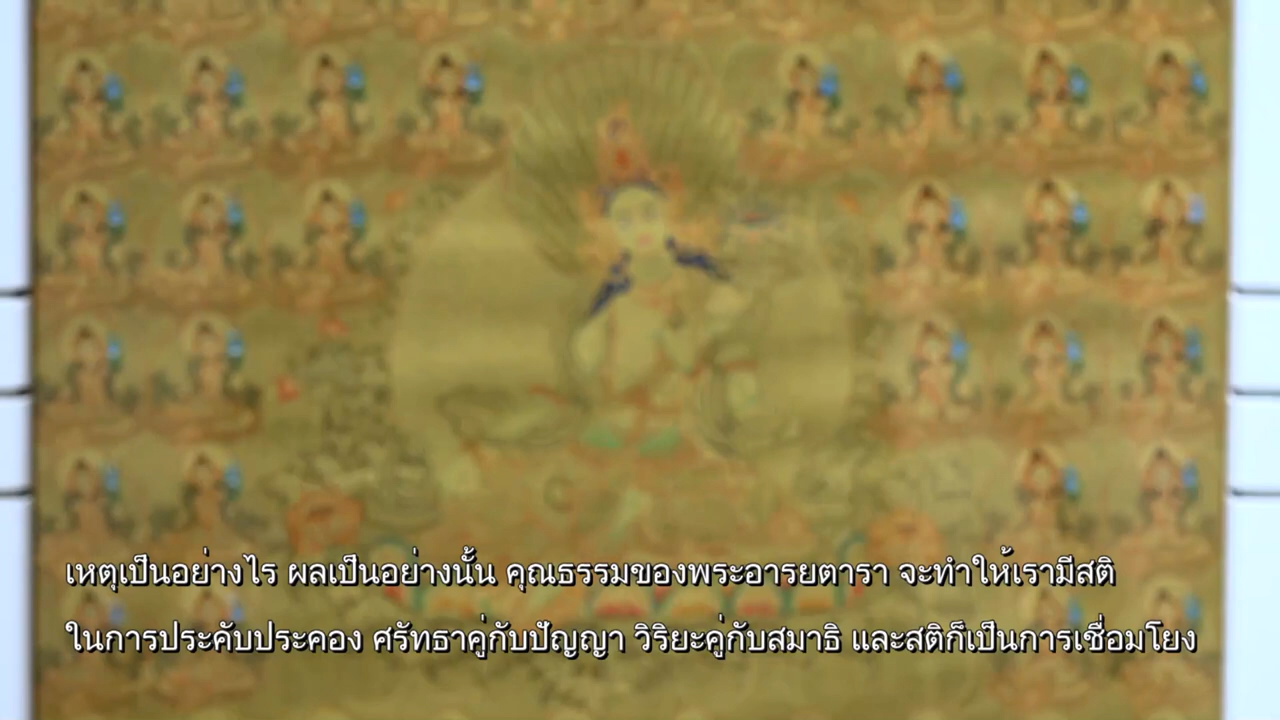 เหตุเป็นอย่างไร ผลเป็นอย่างนั้น คุณธรรมของพระอารยตารา จะทำให้เรามีสติ
ในการประคับประคอง ศรัทธาคู่กับปัญญา วิริยะคู่กับสมาธิ และสติก็เป็นการเชื่อมโยง